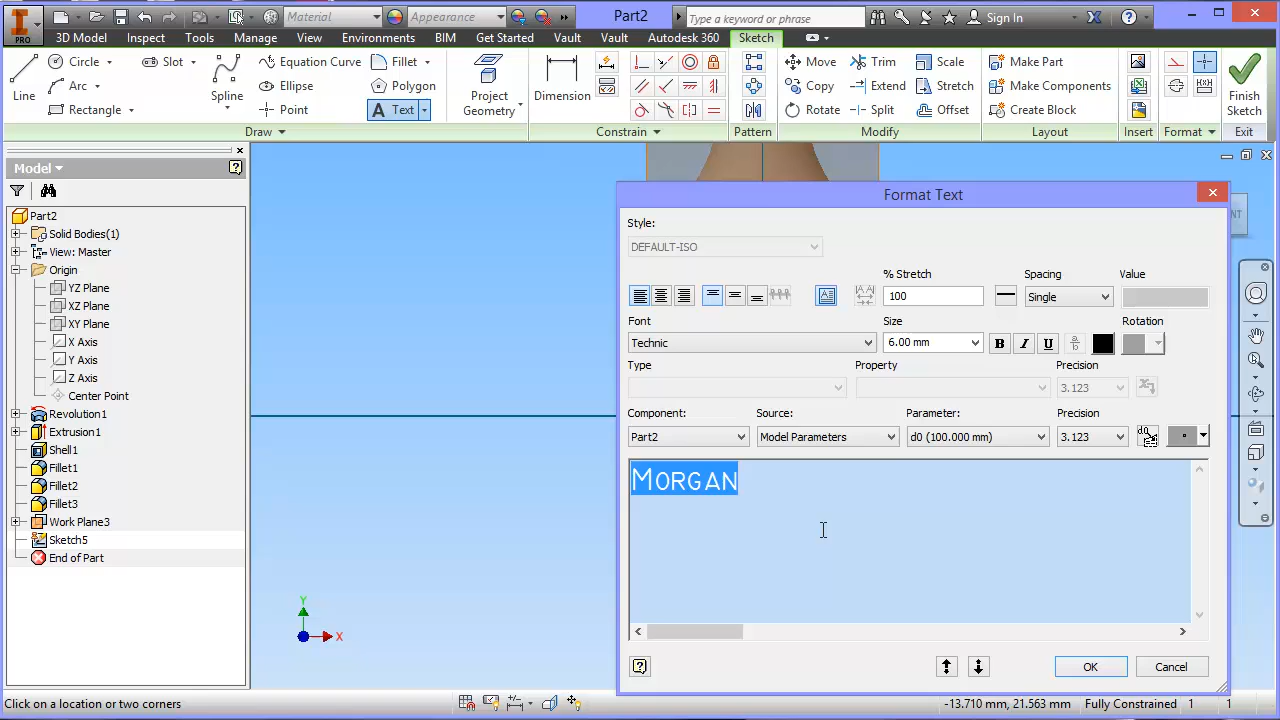 Material
Appearance
Part2
Type a keyword or phrase
Sign In
PRO
3D Model
Inspect
Tools
Manage
View
Environments
BIM
Get Started
Vault
Vault
Autodesk 360
Sketch
Line
Circle
Arc
Rectangle
Slot
Spline
Equation Curve
Ellipse
Point
Fillet
Polygon
Text
Project
Geometry
Dimension
Move
Copy
Rotate
Trim
Extend
Split
Scale
Stretch
Offset
Make Part
Make Components
Create Block
Finish
Sketch
Draw
Constrain
Pattern
Modify
Layout
Insert
Format
Exit
Model
Part2
Solid Bodies(1)
View: Master
Origin
YZ Plane
XZ Plane
XY Plane
X Axis
Y Axis
Z Axis
Center Point
Revolution1
Extrusion1
Shell1
Fillet1
Fillet2
Fillet3
Work Plane3
Sketch5
End of Part
Y
X
NT
Format Text
Style:
DEFAULT-ISO
% Stretch
Spacing
Value
100
Single
Font
Size
Rotation
Technic
6.00 mm
B I U
Type
Property
Precision
3.123
Component:
Source:
Parameter:
Precision
Part2
Model Parameters
d0 (100.000 mm)
3.123
MORGAN
OK
Cancel
Click on a location or two corners
-13.710 mm, 21.563 mm
Fully Constrained
1
1